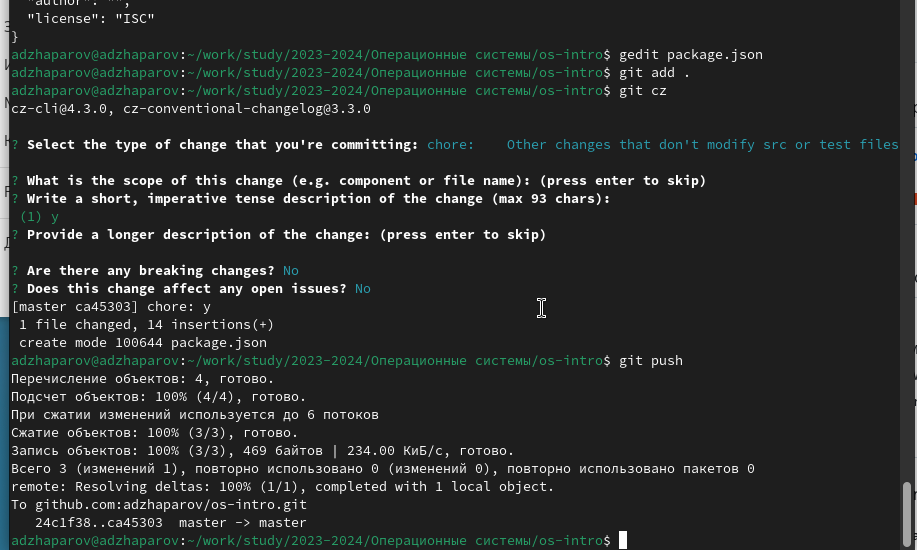 "author": "",
"license": "ISC"
}
adzhaparov@adzhaparov:~/work/study/2023-2024/Операционные системы/os-intro$ gedit package.json
adzhaparov@adzhaparov:~/work/study/2023-2024/Операционные системы/os-intro$ git add .
adzhaparov@adzhaparov:~/work/study/2023-2024/Операционные системы/os-intro$ git cz
cz-cli@4.3.0, cz-conventional-changelog@3.3.0
? Select the type of change that you're committing: chore:    Other changes that don't modify src or test files
? What is the scope of this change (e.g. component or file name): (press enter to skip)
? Write a short, imperative tense description of the change (max 93 chars):
(1) y
? Provide a longer description of the change: (press enter to skip)
? Are there any breaking changes? No
? Does this change affect any open issues? No
[master ca45303] chore: y
1 file changed, 14 insertions(+)
create mode 100644 package.json
adzhaparov@adzhaparov:~/work/study/2023-2024/Операционные системы/os-intro$ git push
Перечисление объектов: 4, готово.
Подсчет объектов: 100% (4/4), готово.
При сжатии изменений используется до 6 потоков
Сжатие объектов: 100% (3/3), готово.
Запись объектов: 100% (3/3), 469 байтов | 234.00 КиБ/с, готово.
Всего 3 (изменений 1), повторно использовано 0 (изменений 0), повторно использовано пакетов 0
remote: Resolving deltas: 100% (1/1), completed with 1 local object.
To github.com:adzhaparov/os-intro.git
24c1f38..ca45303  master -> master
adzhaparov@adzhaparov:~/work/study/2023-2024/Операционные системы/os-intro$